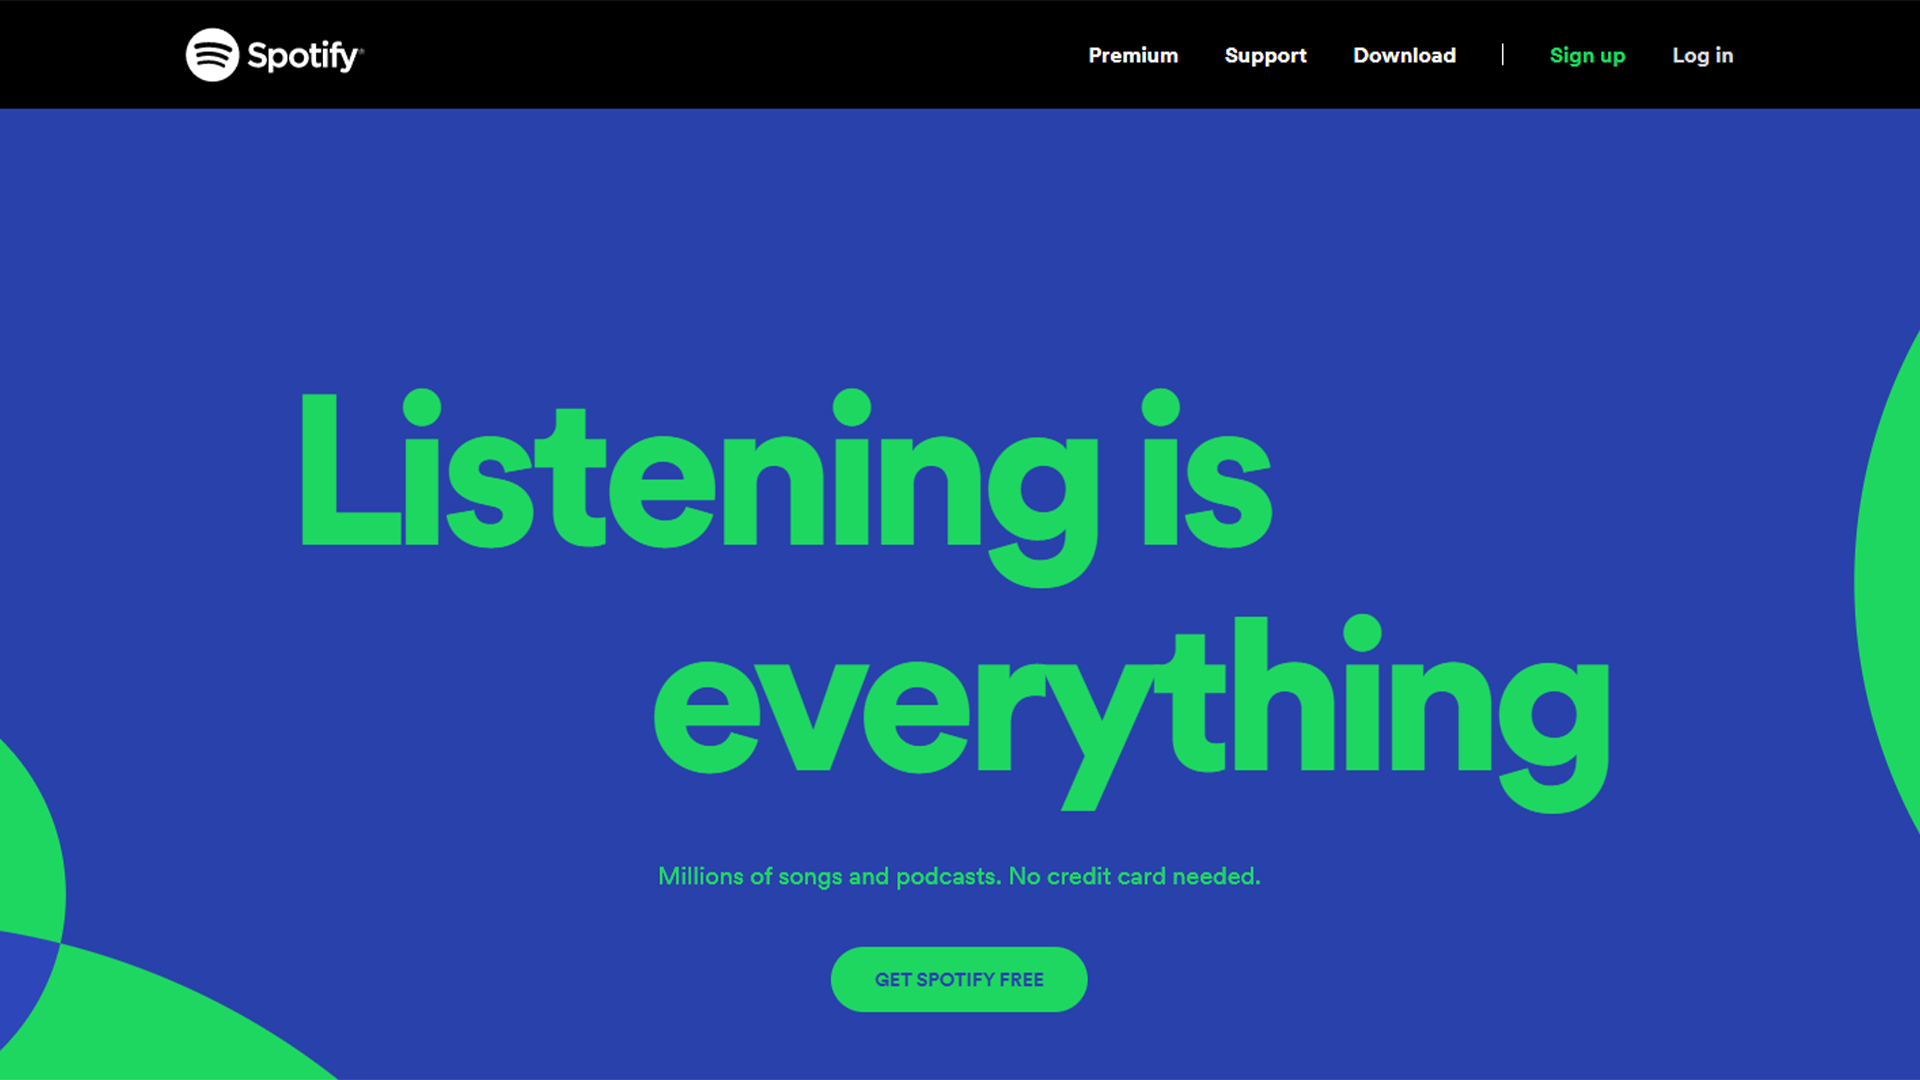 Spotify
Premium Support Download | Sign up Log in
Listening is
everything
Millions of songs and podcasts. No credit card needed.
GET SPOTIFY FREE